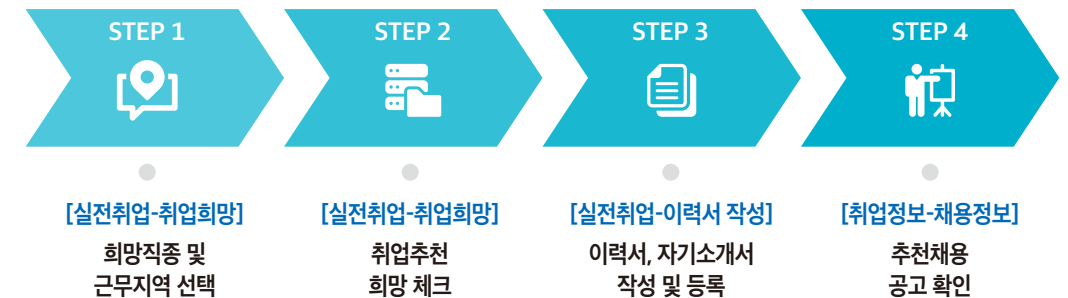 STEP 1
STEP 2
STEP 3
STEP 4
[실전취업-취업희망]
희망직종 및
근무지역 선택
[실전취업-취업희망]
취업추천
희망 체크
[실전취업-이력서 작성]
이력서, 자기소개서
작성 및 등록
[취업정보-채용정보]
추천채용
공고 확인